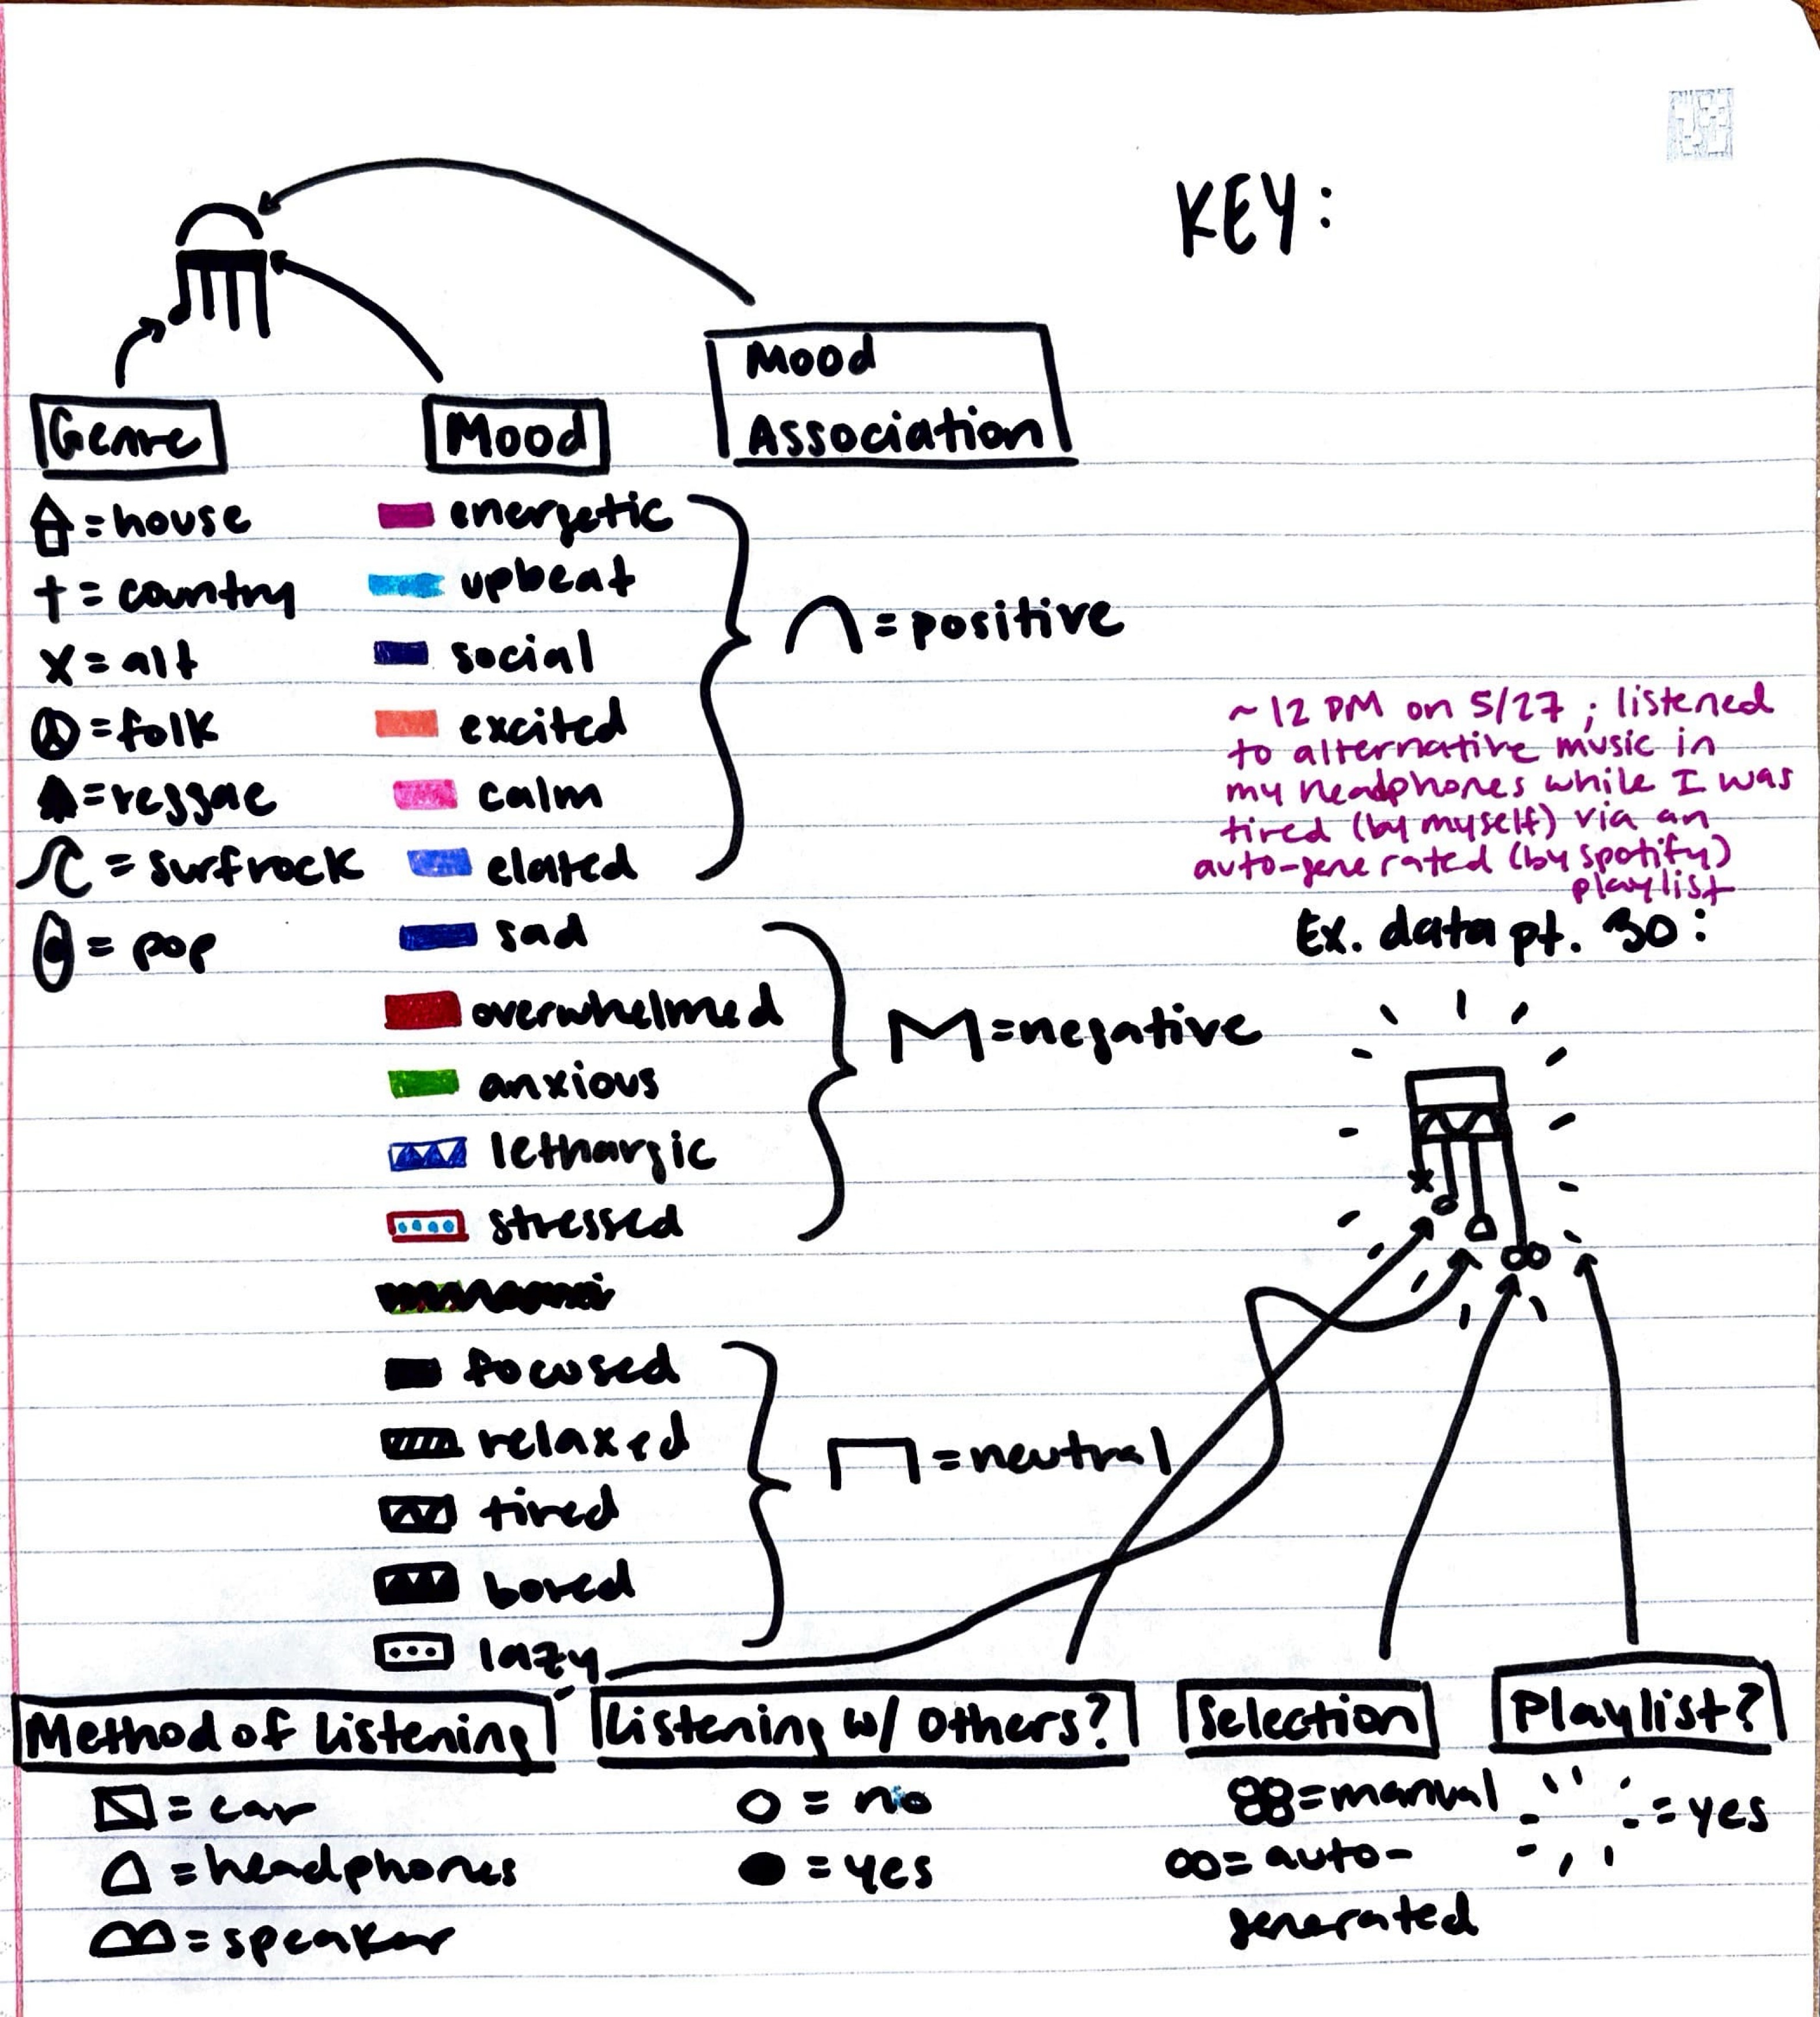 KEY:
Genre
Mood
Mood
Association
= house
= country
= alt
= folk
= reggae
= surfrock
= pop
energetic
upbeat
social
excited
calm
elated
= positive
sad
overwhelmed
anxious
lethargic
stressed
= negative
focused
relaxed
tired
bored
lazy
= neutral
~12 PM on 5/27 ; listened
to alternative music in
my headphones while I was
tired (by myself) via an
auto-generated (by spotify)
playlist
Ex. data pt. 30:
Method of listening
= car
= headphones
= speaker
Listening w/ others?
= no
= yes
Selection
= manual
= auto-
generated
Playlist?
= yes